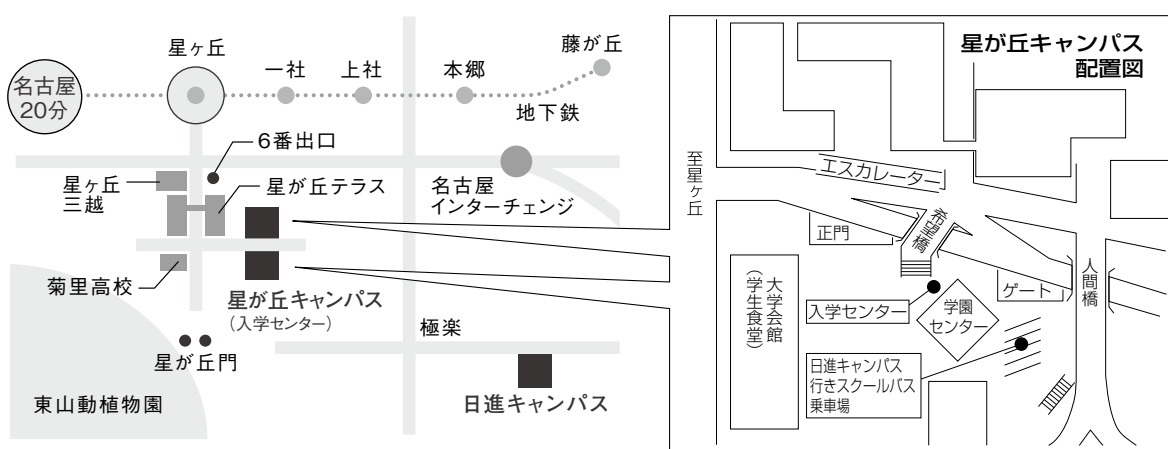 名古屋
20分
星ヶ丘
一社
上社
本郷
藤が丘
地下鉄
6番出口
星ヶ丘
三越
星が丘テラス
名古屋
インターチェンジ
菊里高校
星が丘キャンパス
(入学センター)
星が丘門
極楽
東山動植物園
日進キャンパス
星が丘キャンパス
配置図
至星ヶ丘
エスカレーター
正門
希望橋
ゲート
人間橋
大学会館
(学生食堂)
入学センター
学園
センター
日進キャンパス
行きスクールバス
乗車場